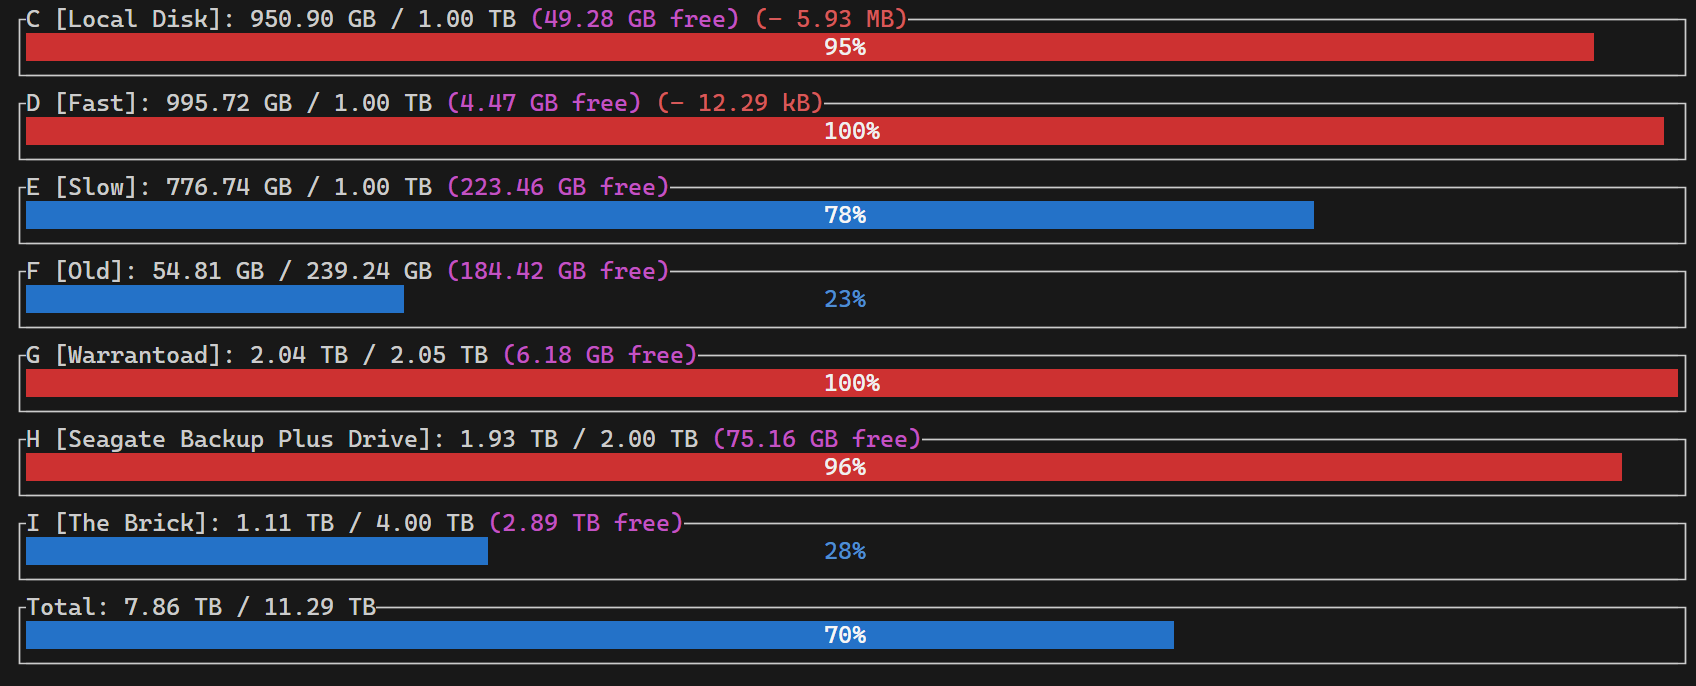 C [Local Disk]: 950.90 GB / 1.00 TB (49.28 GB free) (- 5.93 MB)
95%
D [Fast]: 995.72 GB / 1.00 TB (4.47 GB free) (- 12.29 kB)
100%
E [Slow]: 776.74 GB / 1.00 TB (223.46 GB free)
78%
F [Old]: 54.81 GB / 239.24 GB (184.42 GB free)
23%
G [Warrantoad]: 2.04 TB / 2.05 TB (6.18 GB free)
100%
H [Seagate Backup Plus Drive]: 1.93 TB / 2.00 TB (75.16 GB free)
96%
I [The Brick]: 1.11 TB / 4.00 TB (2.89 TB free)
28%
Total: 7.86 TB / 11.29 TB
70%